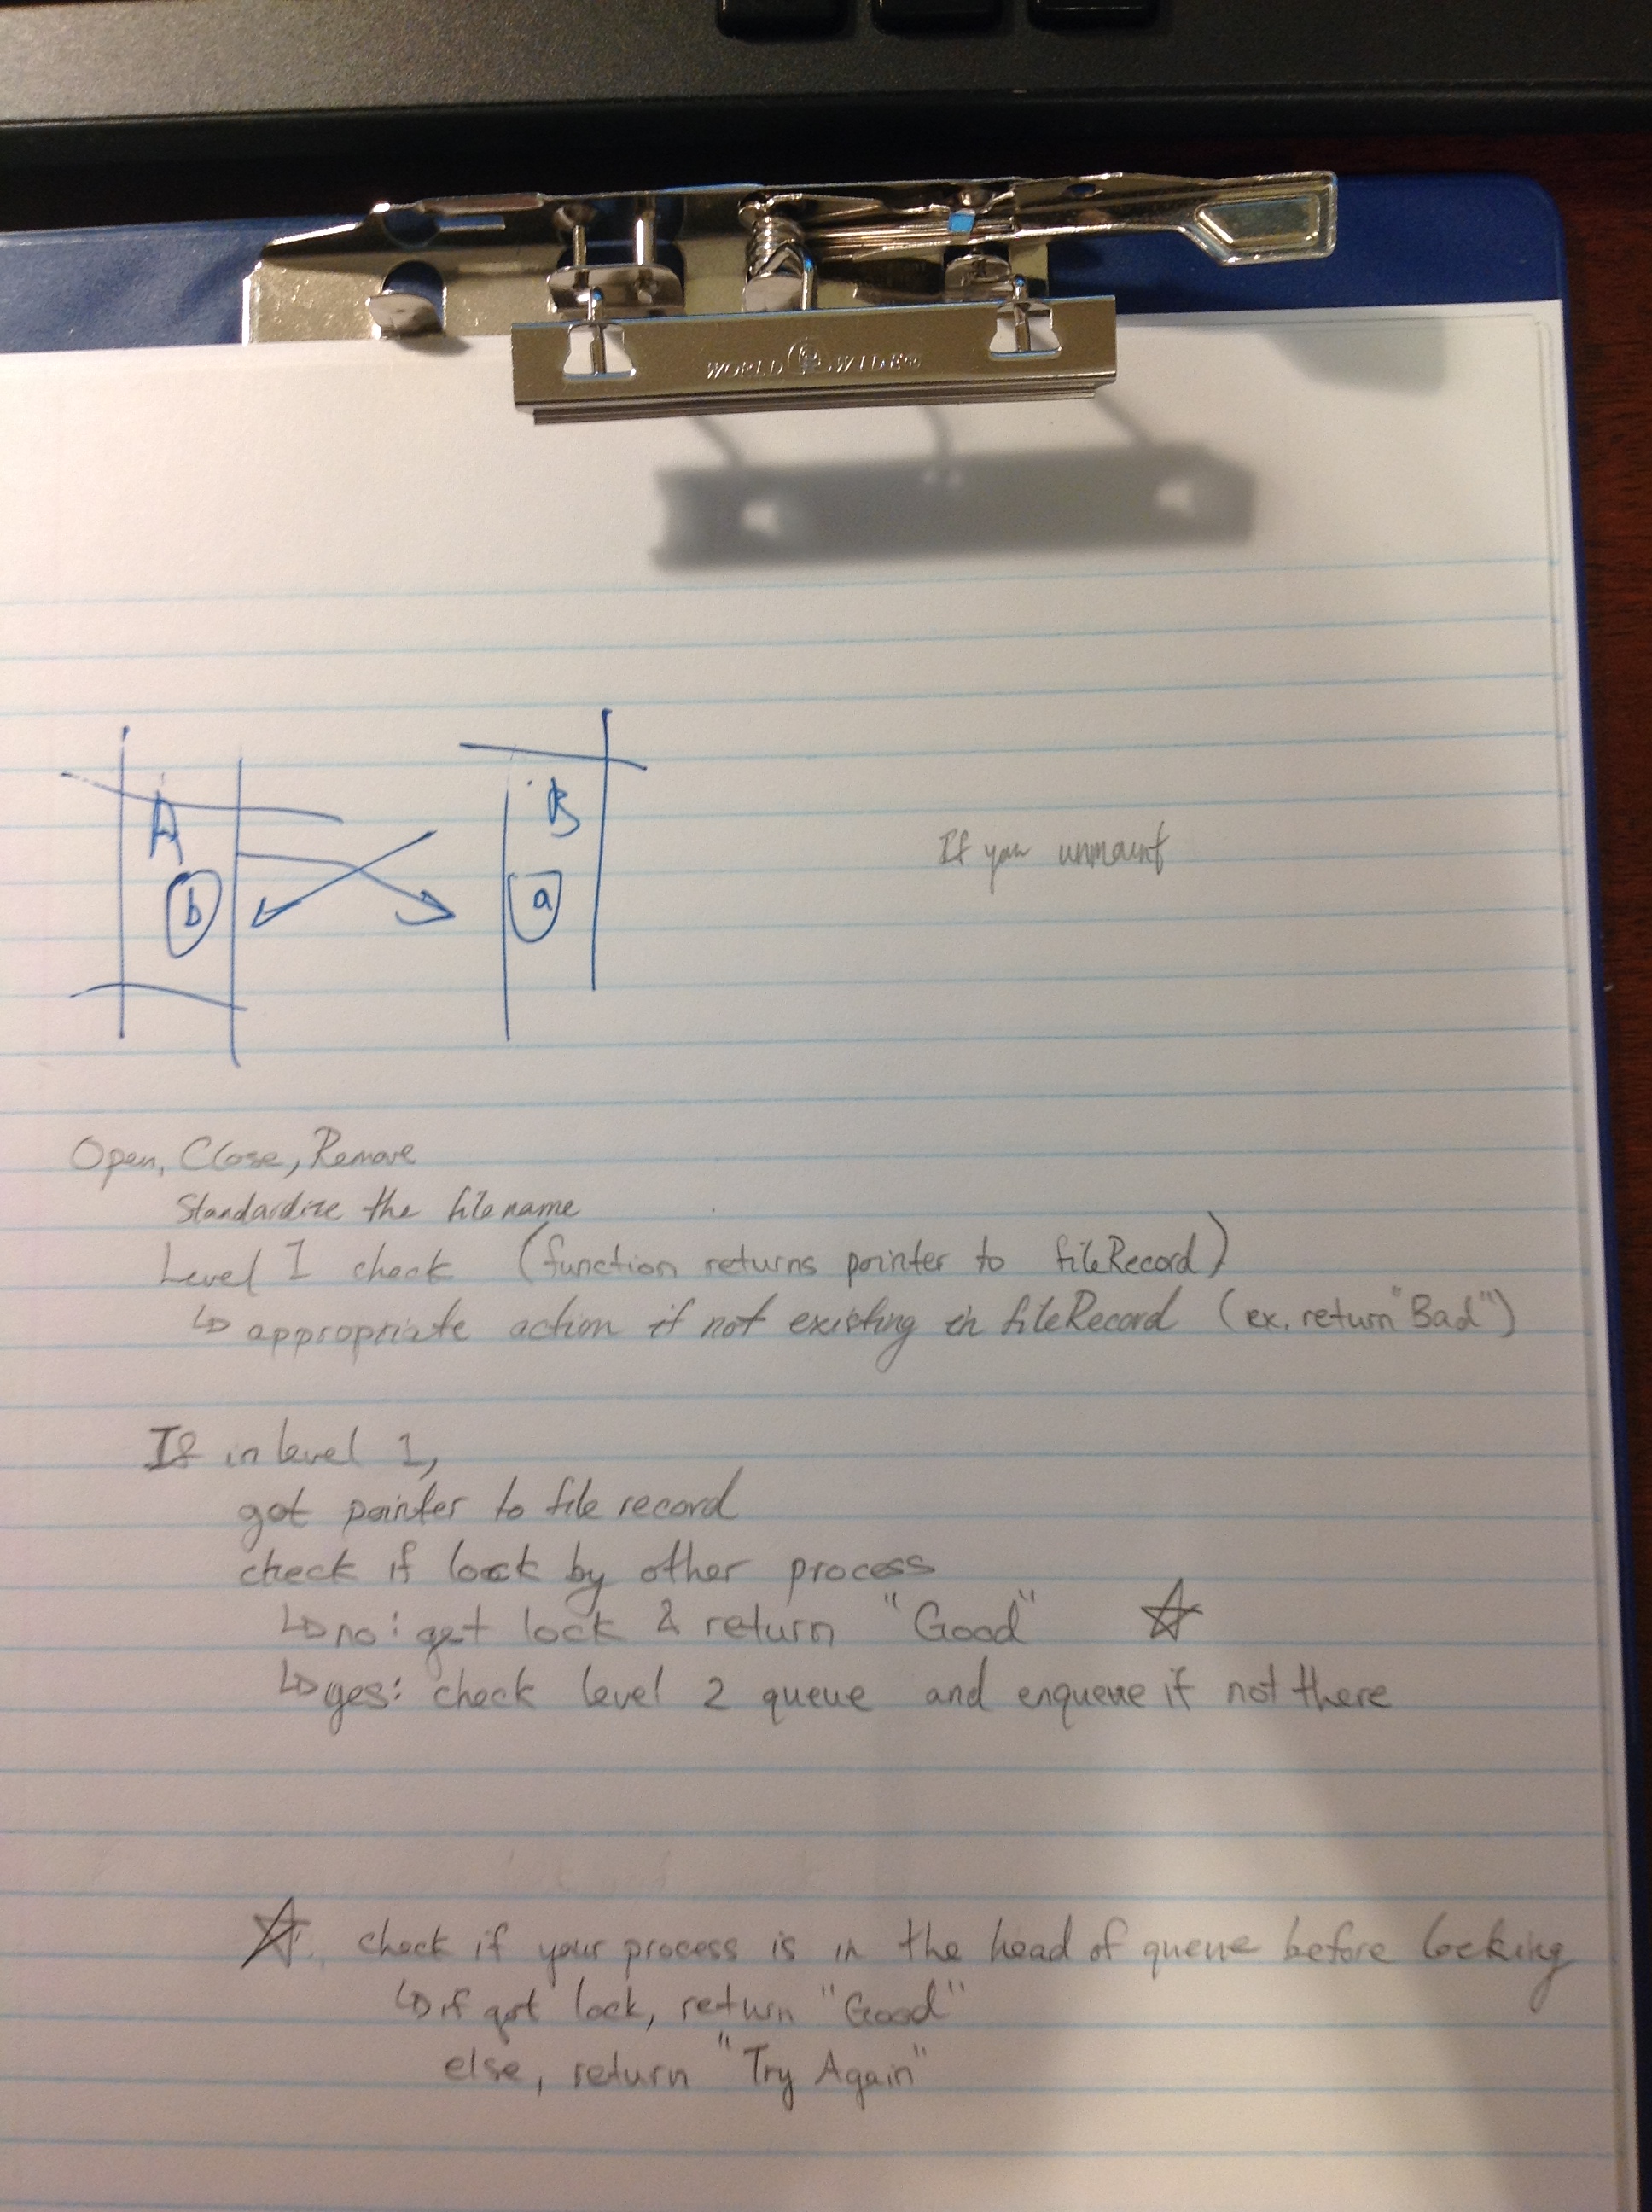 WORLD WIDE®
A
B
b
a
If you unmount
Open, Close, Remove
Standardize the filename
Level 1 check (function returns pointer to fileRecord)
↳ appropriate action if not existing in fileRecord (ex. return "Bad")
If in level 1,
got pointer to file record
check if lock by other process
↳ no: get lock & return "Good" ☆
↳ yes: check level 2 queue and enqueue if not there
☆. check if your process is in the head of queue before locking
↳ if got lock, return "Good"
else, return "Try Again"